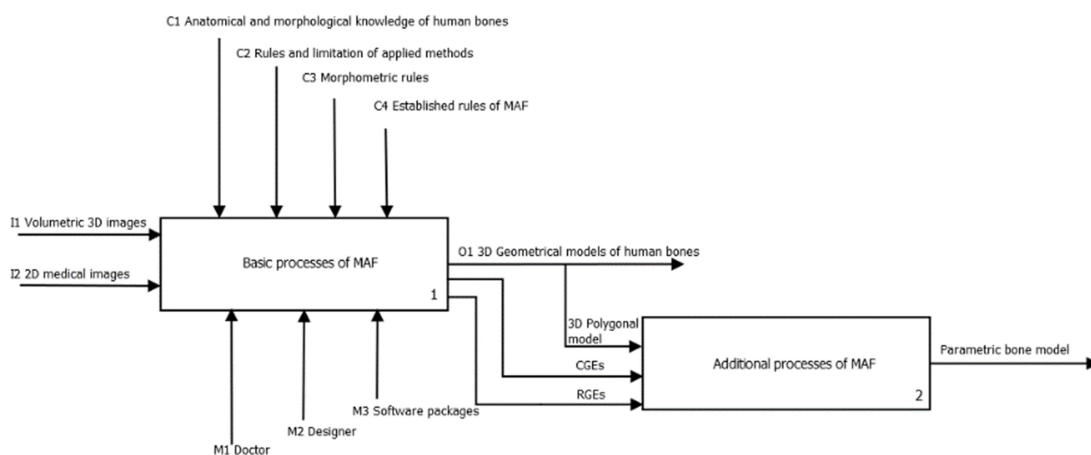 C1 Anatomical and morphological knowledge of human bones
C2 Rules and limitation of applied methods
C3 Morphometric rules
C4 Established rules of MAF
I1 Volumetric 3D images
I2 2D medical images
Basic processes of MAF
1
O1 3D Geometrical models of human bones
3D Polygonal
model
CGEs
RGEs
Additional processes of MAF
2
Parametric bone model
M3 Software packages
M2 Designer
M1 Doctor